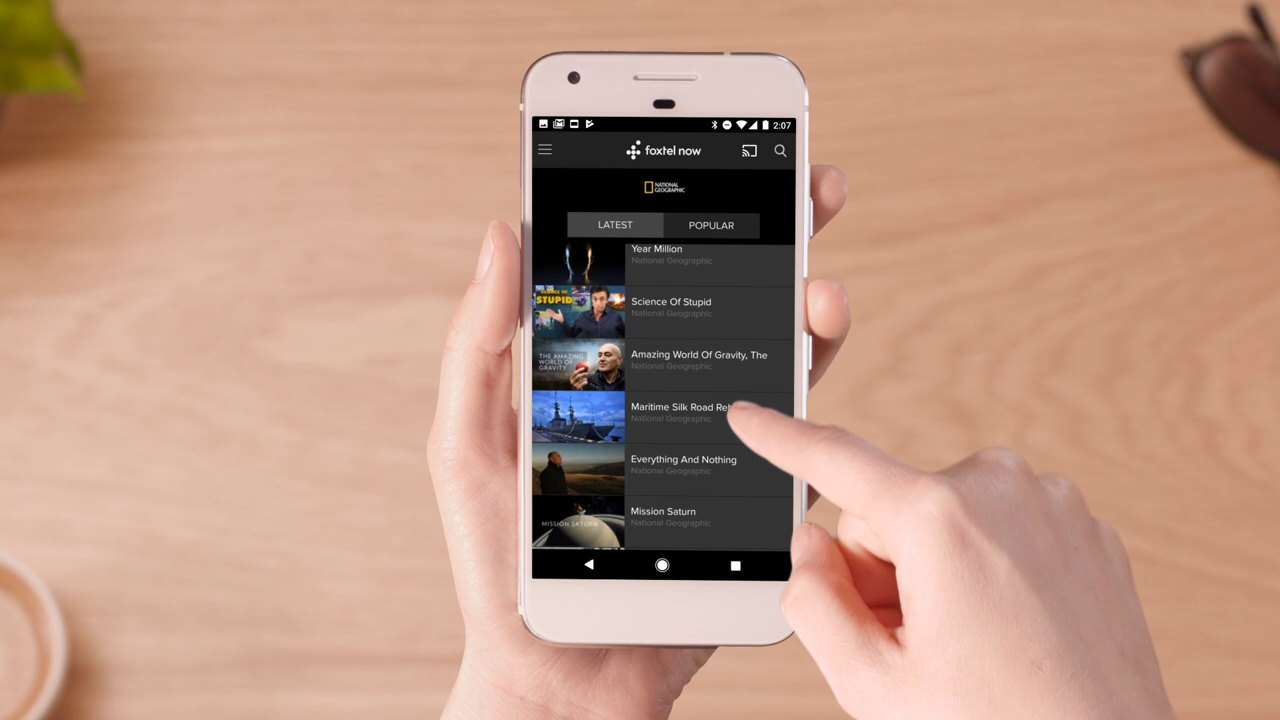 2:07
foxtel now
NATIONAL
GEOGRAPHIC
LATEST
POPULAR
Year Million
National Geographic
SCIENCE OF
STUPID
Science Of Stupid
National Geographic
THE AMAZING
WORLD OF
GRAVITY
Amazing World Of Gravity, The
National Geographic
Maritime Silk Road
National Geographic
Everything And Nothing
National Geographic
MISSION SATURN
Mission Saturn
National Geographic